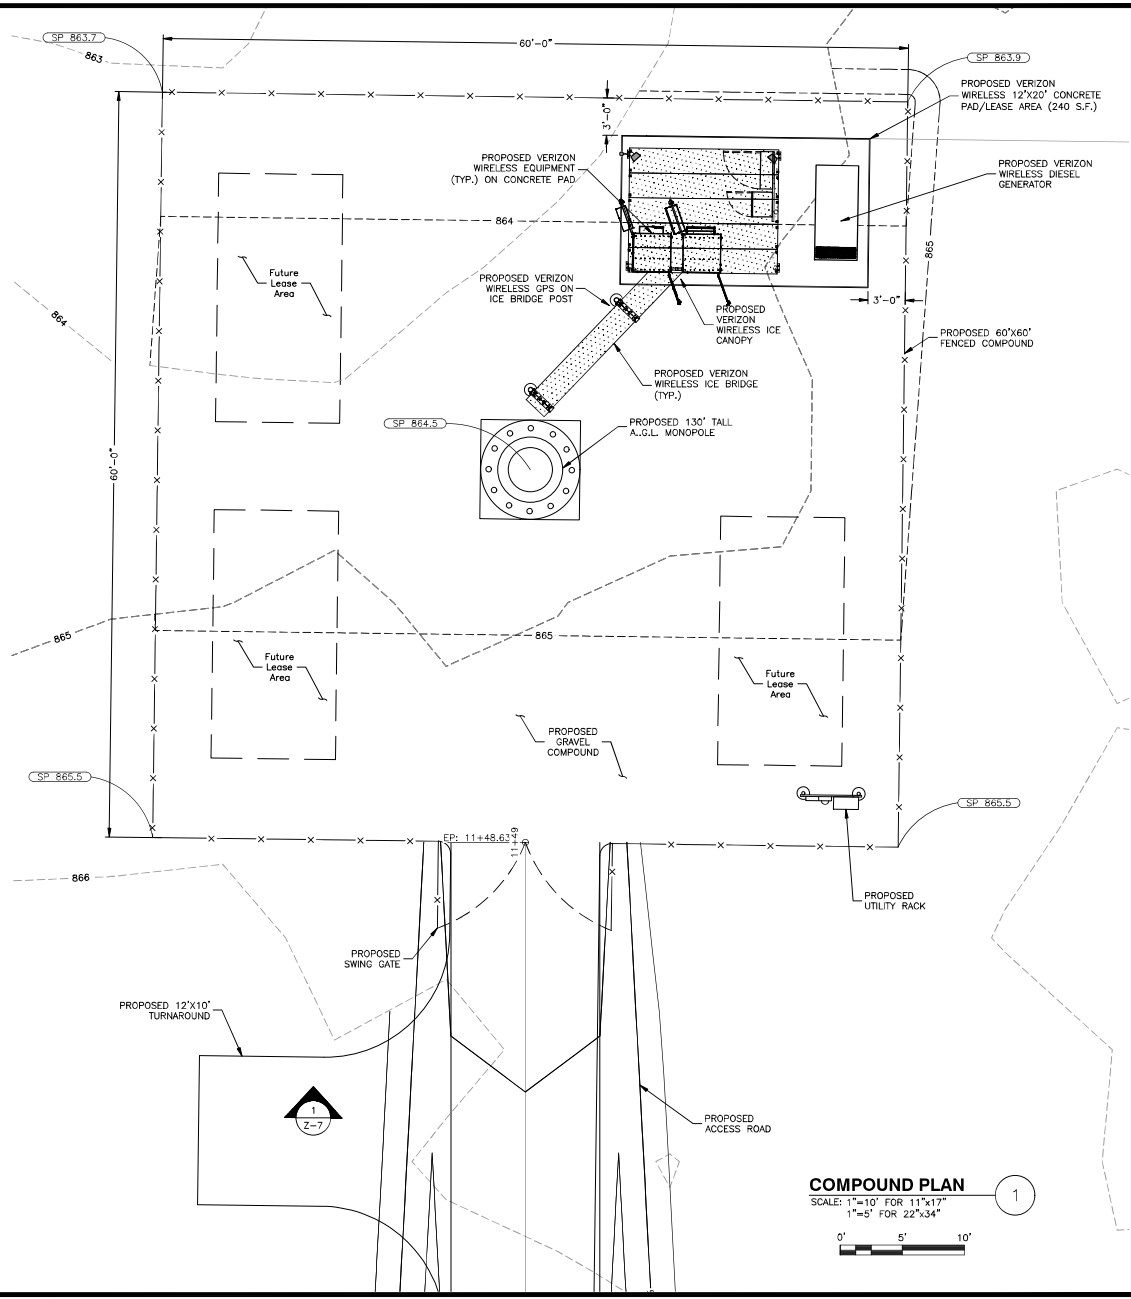 SP 863.7
863
60'-0"
SP 863.9
PROPOSED VERIZON
WIRELESS 12'X20' CONCRETE
PAD/LEASE AREA (240 S.F.)
3'-0"
PROPOSED VERIZON
WIRELESS EQUIPMENT
(TYP.) ON CONCRETE PAD
PROPOSED VERIZON
WIRELESS DIESEL
GENERATOR
864
865
Future
Lease
Area
PROPOSED VERIZON
WIRELESS GPS ON
ICE BRIDGE POST
3'-0"
864
PROPOSED
VERIZON
WIRELESS ICE
CANOPY
PROPOSED 60'X60'
FENCED COMPOUND
PROPOSED VERIZON
WIRELESS ICE BRIDGE
(TYP.)
SP 864.5
PROPOSED 130' TALL
A..G.L. MONOPOLE
60'-0"
865
865
Future
Lease
Area
Future
Lease
Area
PROPOSED
GRAVEL
COMPOUND
SP 865.5
SP 865.5
EP: 11+48.63
11+49
866
PROPOSED
UTILITY RACK
PROPOSED
SWING GATE
PROPOSED 12'X10'
TURNAROUND
1
Z-7
PROPOSED
ACCESS ROAD
COMPOUND PLAN
1
SCALE: 1"=10' FOR 11"x17"
1"=5' FOR 22"x34"
0' 5' 10'